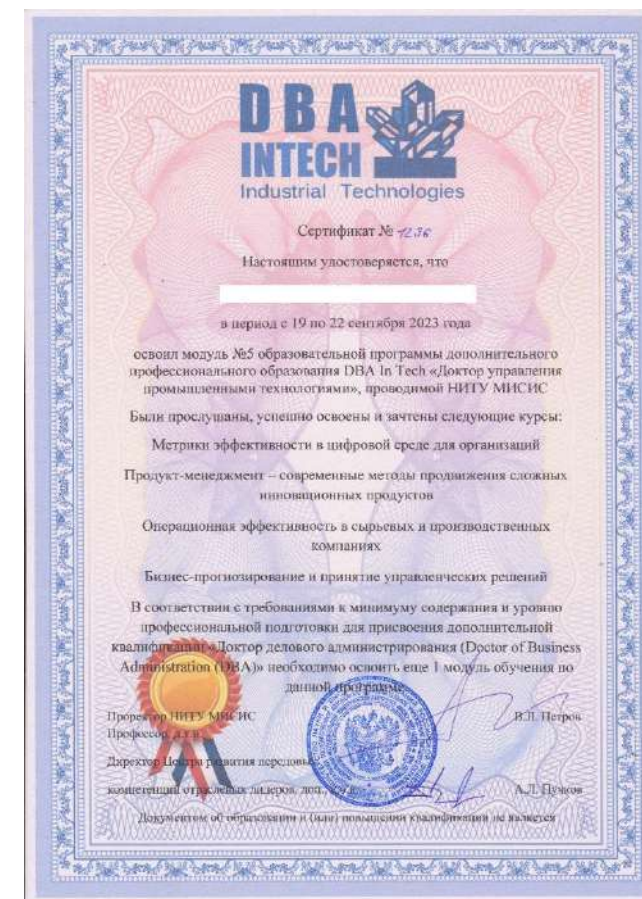 DBA
INTECH
Industrial Technologies
Сертификат № 1236
Настоящим удостоверяется, что
в период с 19 по 22 сентября 2023 года
освоил модуль №5 образовательной программы дополнительного
профессионального образования DBA In Tech «Доктор управления
промышленными технологиями», проводимой НИТУ МИСИС
Были прослушаны, успешно освоены и зачтены следующие курсы:
Метрики эффективности в цифровой среде для организаций
Продукт-менеджмент – современные методы продвижения сложных
инновационных продуктов
Операционная эффективность в сырьевых и производственных
компаниях
Бизнес-прогнозирование и принятие управленческих решений
В соответствии с требованиями к минимуму содержания и уровню
профессиональной подготовки для присвоения дополнительной
квалификации «Доктор делового администрирования (Doctor of Business
Administration (DBA)» необходимо освоить еще 1 модуль обучения по
данной программе
Проректор НИТУ МИСИС В.Л. Петров
Профессор, д.т.н.
Директор Центра развития передовых
компетенций отраслевых лидеров, доц., А.Л. Пучков
Документом об образовании и (или) повышении квалификации не является